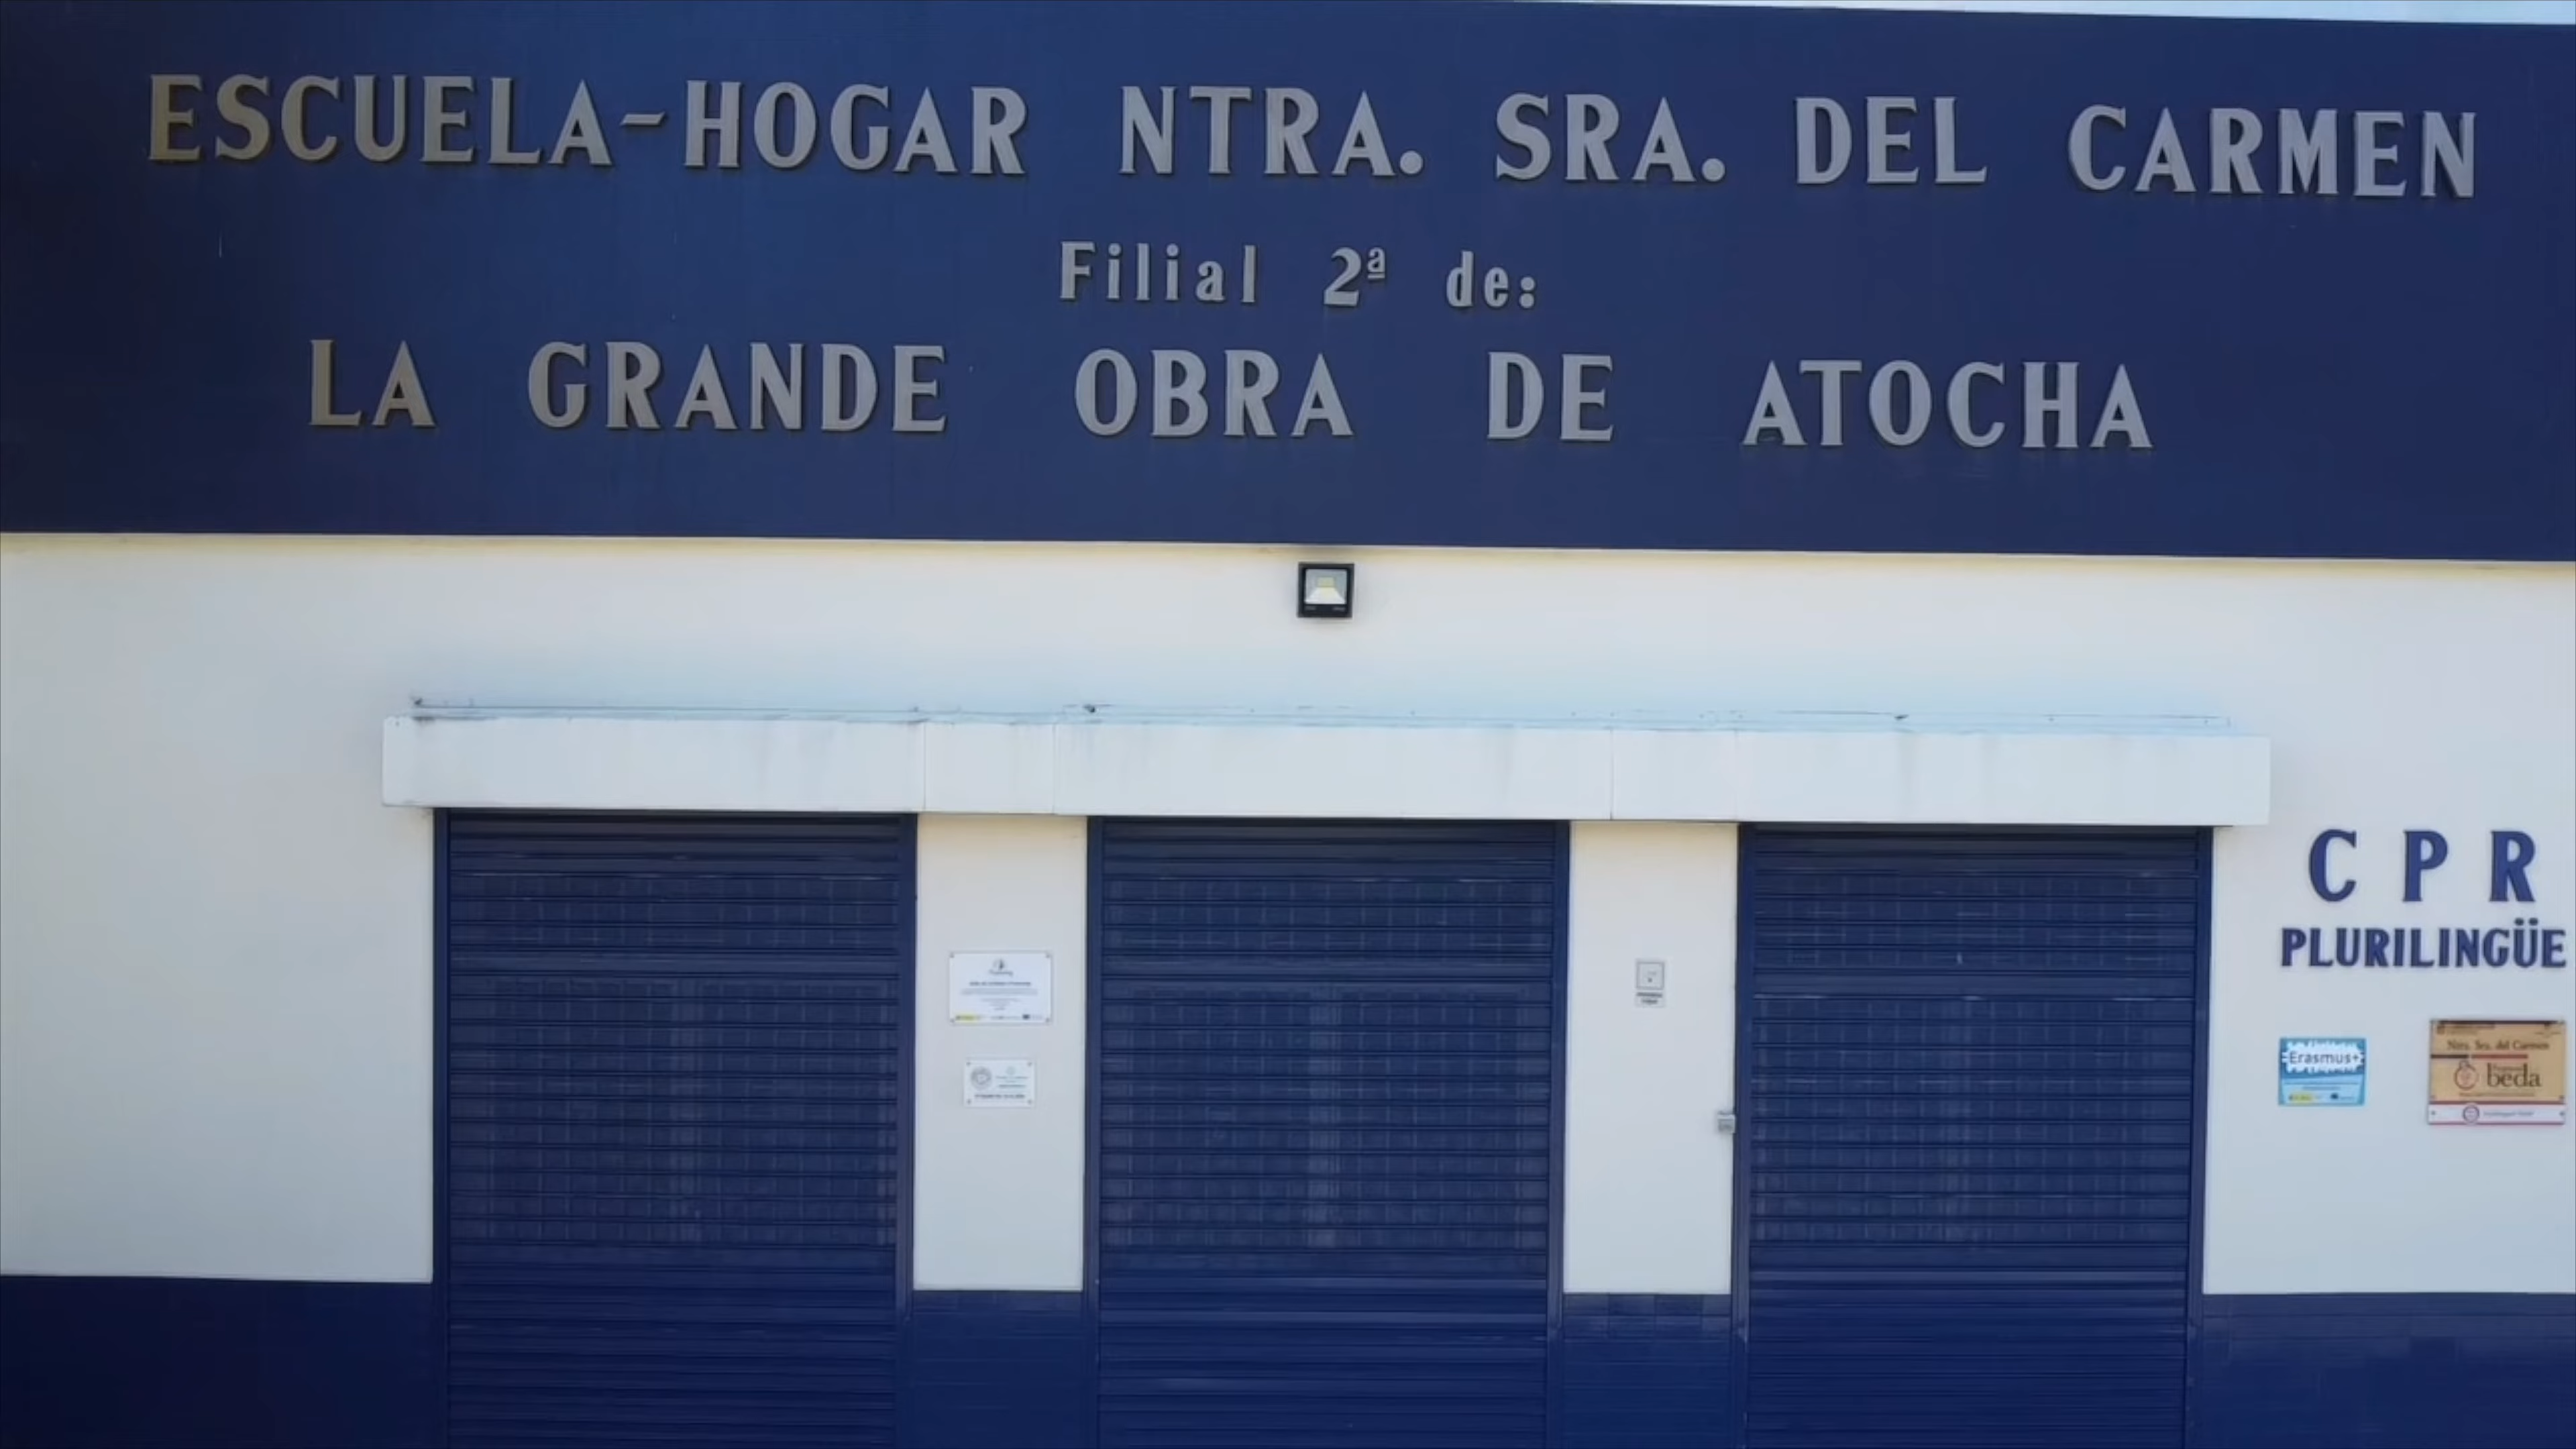 ESCUELA-HOGAR NTRA. SRA. DEL CARMEN
Filial 2ª de:
LA GRANDE OBRA DE ATOCHA
C P R
PLURILINGÜE
Erasmus+
Ntra. Sra. del Carmen
beda